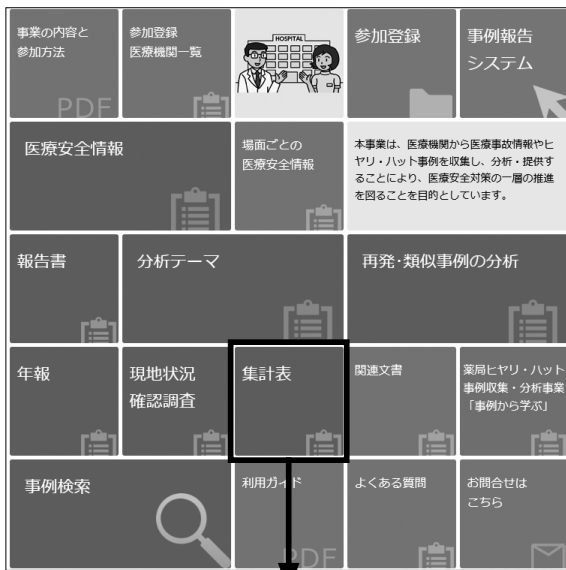 事業の内容と
参加方法
PDF
参加登録
医療機関一覧
HOSPITAL
参加登録
事例報告
システム
医療安全情報
場面ごとの
医療安全情報
本事業は、医療機関から医療事故情報やヒ
ヤリ・ハット事例を収集し、分析・提供す
ることにより、医療安全対策の一層の推進
を図ることを目的としています。
報告書
分析テーマ
再発・類似事例の分析
年報
現地状況
確認調査
集計表
関連文書
薬局ヒヤリ・ハット
事例収集・分析事業
「事例から学ぶ」
事例検索
利用ガイド
PDF
よくある質問
お問合せは
こちら